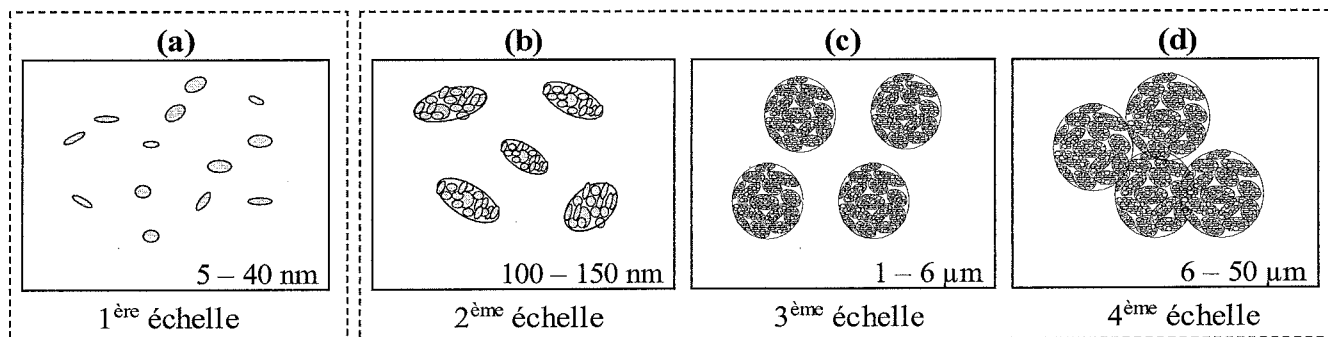 (a)
5 – 40 nm
1ère échelle
(b)
100 – 150 nm
2ème échelle
(c)
1 – 6 µm
3ème échelle
(d)
6 – 50 µm
4ème échelle